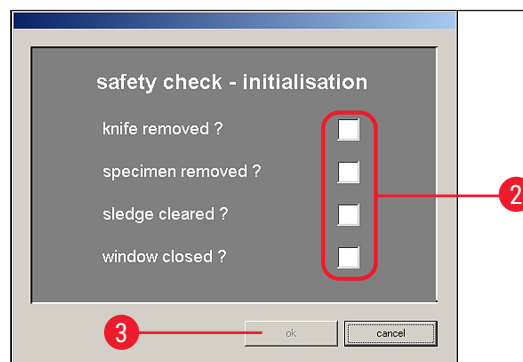 safety check - initialisation
knife removed ?
specimen removed ?
sledge cleared ?
2
window closed ?
3
ok
cancel